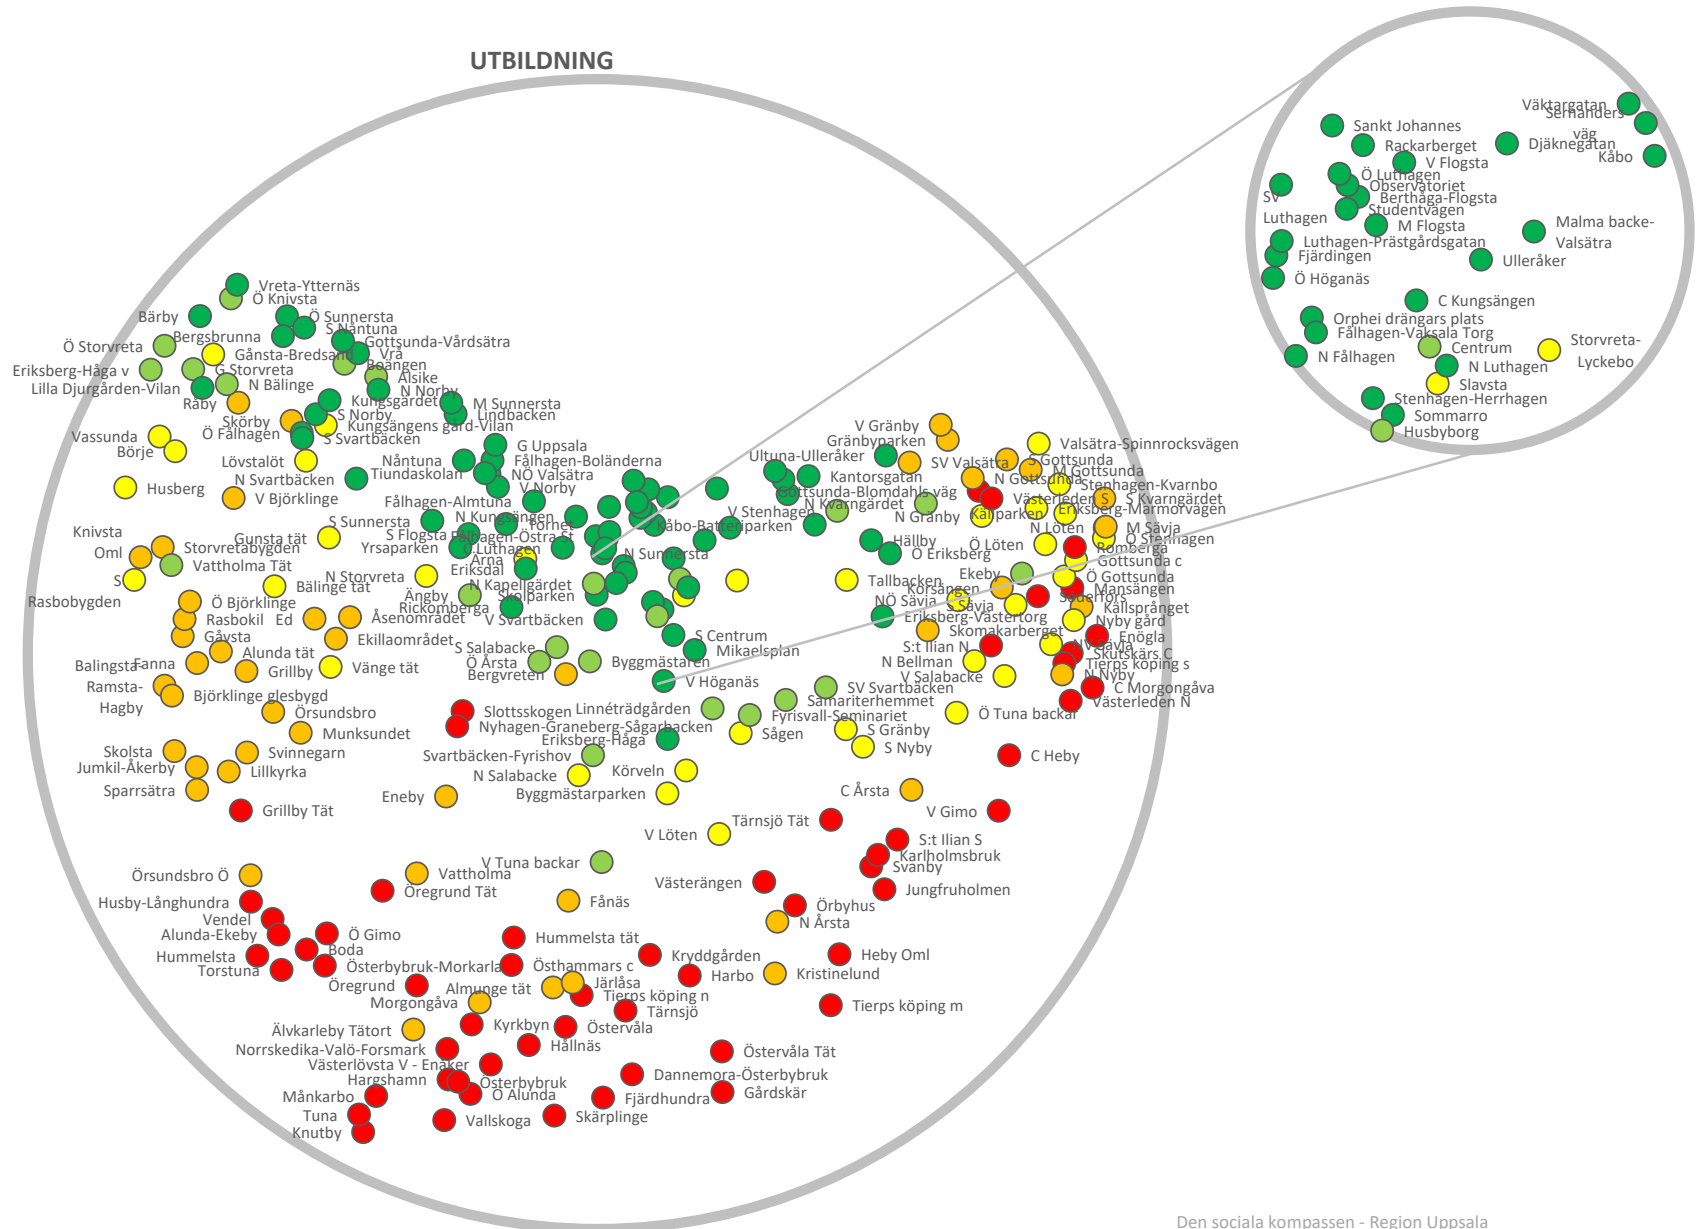 UTBILDNING
Väktargatan
Sernanders
väg
Sankt Johannes
Djäknegatan
Rackarberget
Kåbo
V Flogsta
Ö Luthagen
Observatoriet
SV
Luthagen
Berthåga-Flogsta
Studentvägen
M Flogsta
Malma backe-
Valsätra
Luthagen-Prästgårdsgatan
Fjärdingen
Ulleråker
Ö Höganäs
C Kungsängen
Orphei drängars plats
Fålhagen-Vaksala Torg
Storvreta-
Lyckebo
Centrum
N Fålhagen
N Luthagen
Slavsta
Stenhagen-Herrhagen
Sommarro
Husbyborg
Vreta-Ytternäs
Ö Knivsta
Bärby
Ö Sunnersta
S Nåntuna
Bergsbrunna
Gottsunda-Vårdsätra
Ö Storvreta
Gånsta-Bredsand
Vrå
Boängen
Eriksberg-Håga v
G Storvreta
Alsike
Lilla Djurgården-Vilan
N Bälinge
N Norby
Råby
Kungsgärdet
M Sunnersta
Skörby
S Norby
Lindbacken
Kungsängens gård-Vilan
Ö Fålhagen
S Svartbäcken
Vassunda
Börje
G Uppsala
Lövstalöt
Nåntuna
Fålhagen-Boländerna
N Svartbäcken
Tiundaskolan
NÖ Valsätra
Husberg
V Björklinge
V Norby
Fålhagen-Almtuna
N Kungsängen
S Sunnersta
Tornet
Knivsta
Oml
Gunsta tät
S Flogsta
Fålhagen-Östra St
Storvretabygden
Yrsaparken
C Luthagen
Vattholma Tät
Årna
Eriksdal
N Storvreta
S
Rasbobygden
Bälinge tät
N Kapellgärdet
Ängby
Skolparken
Ö Björklinge
Rickomberga
Rasbokil
Ed
Åsenområdet
V Svartbäcken
Gåvsta
Ekillaområdet
N Sunnersta
Kåbo-Batteriparken
V Stenhagen
Ultuna-Ulleråker
Kantorsgatan
Gottsunda-Blomdahls väg
N Kvarngärdet
V Gränby
Gränbyparken
SV Valsätra
N Gottsunda
S Gottsunda
M Gottsunda
Valsätra-Spinnrocksvägen
Stenhagen-Kvarnbo
Västerleden S
S Kvarngärdet
Källparken
Eriksberg-Marmorvägen
N Gränby
N Löten
M Sävja
Ö Stenhagen
Hällby
Ö Löten
Romberga
Ö Eriksberg
Gottsunda c
Ekeby
Ö Gottsunda
Tallbacken
Korsängen
Mansängen
Söderfors
NÖ Sävja
S Sävja
Källsprånget
Eriksberg-Västertorg
Nyby gård
Skomakarberget
Enögla
S:t Ilian N
NV Sävja
Skutskärs C
N Bellman
Tierps köping s
V Salabacke
N Nyby
C Morgongåva
Västerleden N
S Centrum
Mikaelsplan
S Salabacke
Ö Årsta
Byggmästaren
Bergvreten
V Höganäs
SV Svartbäcken
Samariterhemmet
Linnéträdgården
Fyrisvall-Seminariet
Ö Tuna backar
Sågen
S Gränby
S Nyby
Fanna
Alunda tät
Balingsta
Grillby
Vänge tät
Ramsta-
Hagby
Björklinge glesbygd
Örsundsbro
Slottsskogen
Nyhagen-Graneberg-Sågarbacken
Eriksberg-Håga
Munksundet
Skolsta
Svinnegarn
Svartbäcken-Fyrishov
C Heby
Jumkil-Åkerby
Lillkyrka
N Salabacke
Körveln
Sparrsätra
Eneby
Byggmästarparken
C Årsta
Grillby Tät
V Gimo
Tärnsjö Tät
V Löten
S:t Ilian S
Karlholmsbruk
Svanby
V Tuna backar
Örsundsbro Ö
Vattholma
Västerängen
Jungfruholmen
Öregrund Tät
Husby-Långhundra
Fånäs
Örbyhus
Vendel
N Årsta
Alunda-Ekeby
Ö Gimo
Hummelsta tät
Boda
Hummelsta
Kryddgården
Heby Oml
Torstuna
Österbybruk-Morkarla
Östhammars c
Harbo
Kristinelund
Öregrund
Almunge tät
Järlåsa
Tierps köping n
Morgongåva
Tärnsjö
Tierps köping m
Älvkarleby Tätort
Kyrkbyn
Östervåla
Norrskedika-Valö-Forsmark
Hållnäs
Östervåla Tät
Västerlövsta V - Enåker
Hargshamn
Österbybruk
Dannemora-Österbybruk
Månkarbo
Ö Alunda
Fjärdhundra
Gårdskär
Tuna
Vallskoga
Skärplinge
Knutby
Den sociala kompassen - Region Uppsala